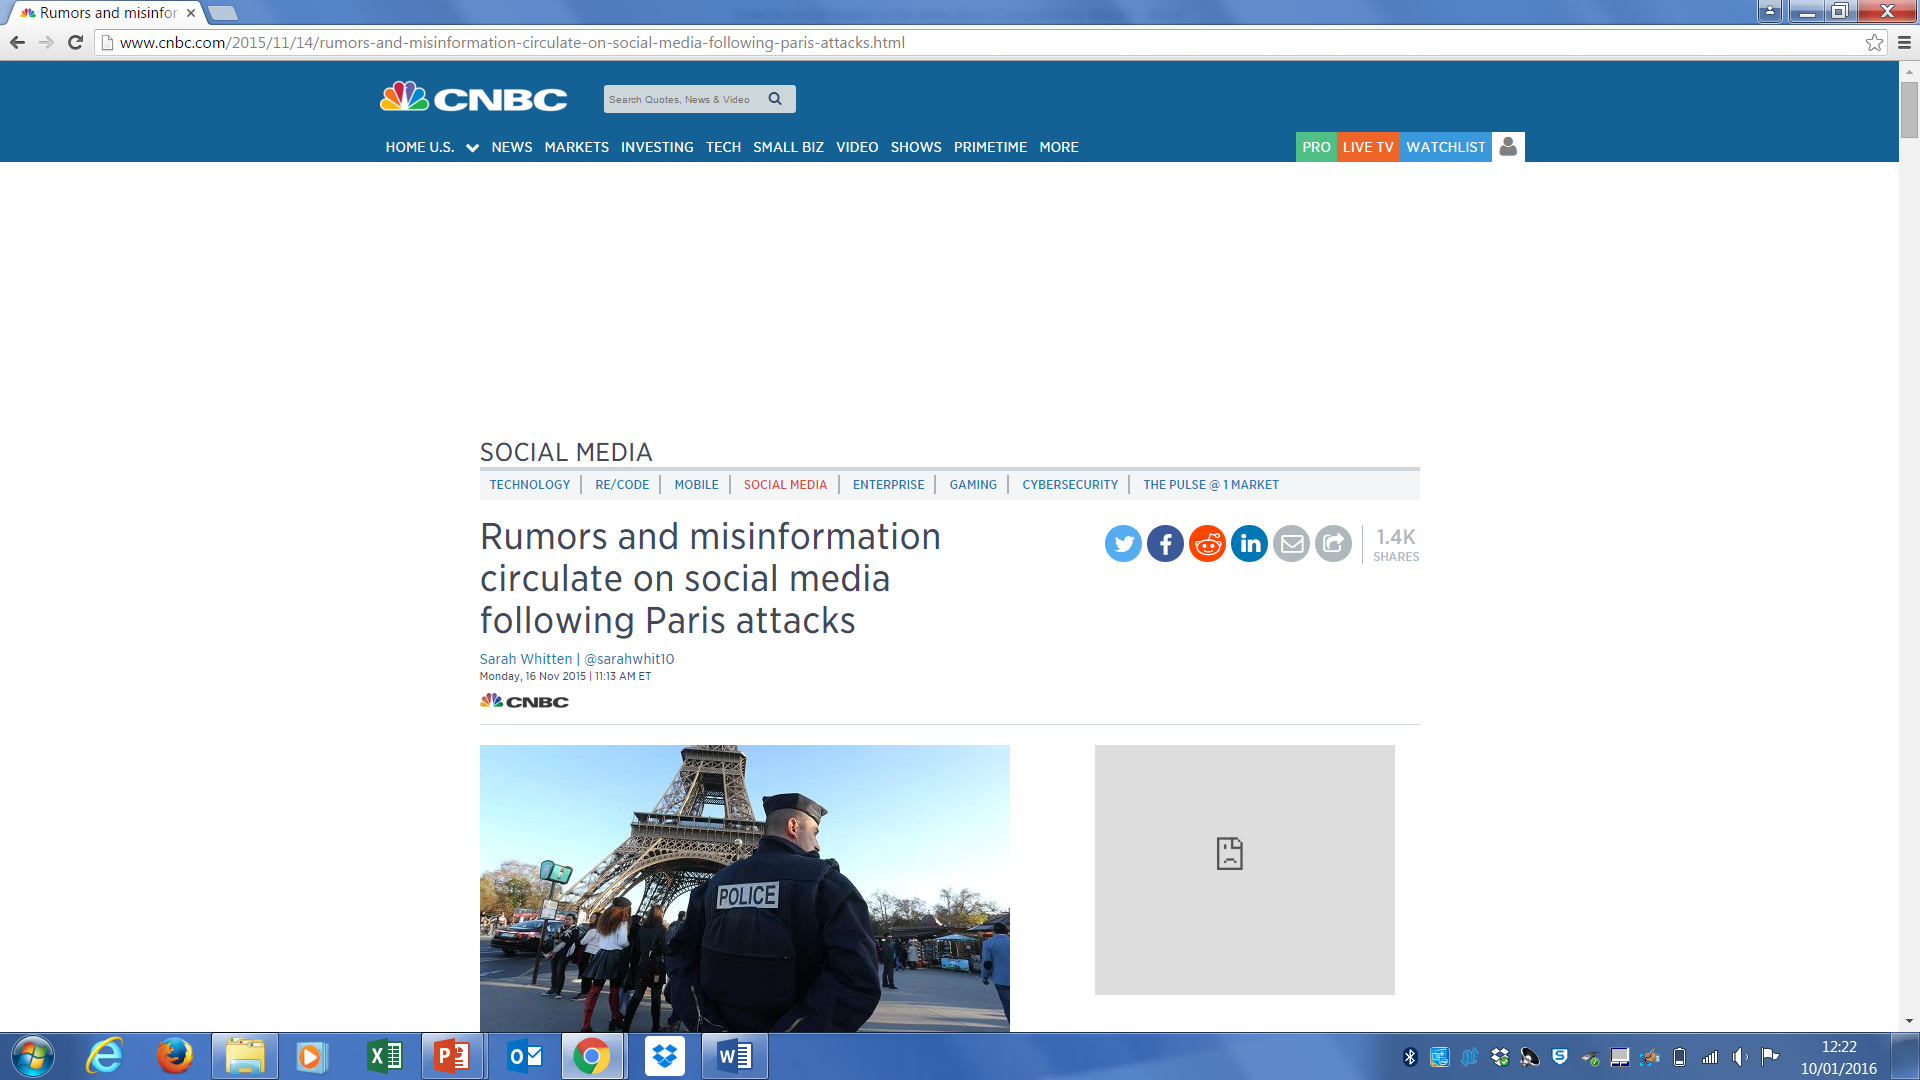 Rumors and misinfor
www.cnbc.com/2015/11/14/rumors-and-misinformation-circulate-on-social-media-following-paris-attacks.html
CNBC
Search Quotes, News & Video
HOME U.S. NEWS MARKETS INVESTING TECH SMALL BIZ VIDEO SHOWS PRIMETIME MORE
PRO LIVE TV WATCHLIST
SOCIAL MEDIA
TECHNOLOGY RE/CODE MOBILE SOCIAL MEDIA ENTERPRISE GAMING CYBERSECURITY THE PULSE @ 1 MARKET
Rumors and misinformation
circulate on social media
following Paris attacks
1.4K
SHARES
Sarah Whitten | @sarahwhit10
Monday, 16 Nov 2015 | 11:13 AM ET
CNBC
POLICE
12:22
10/01/2016